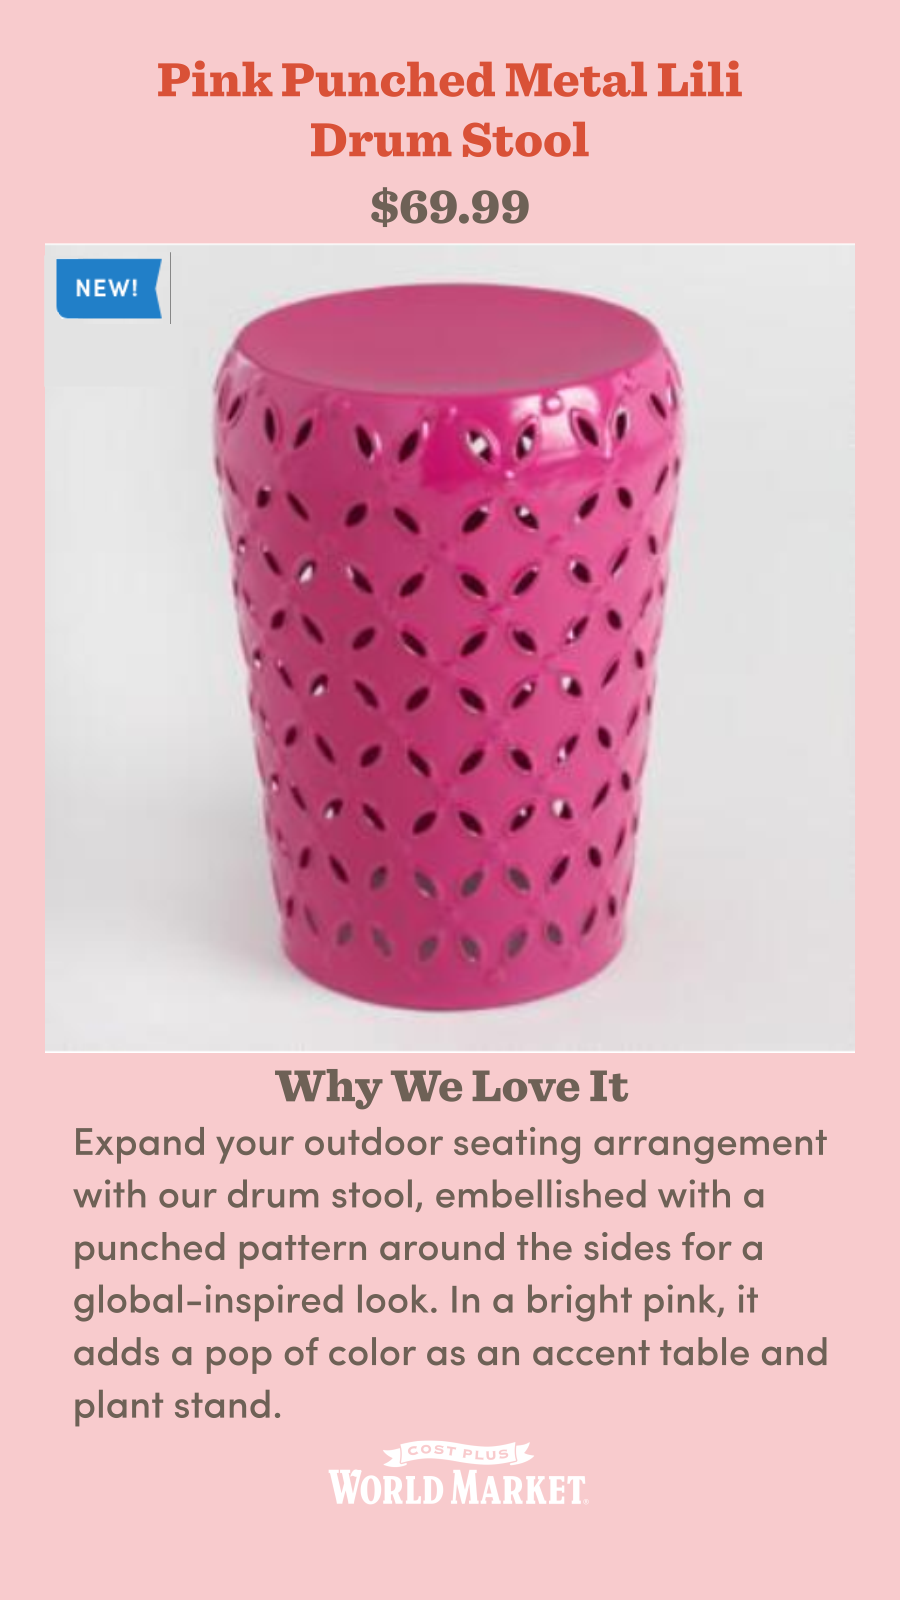 Pink Punched Metal Lili
Drum Stool
$69.99
NEW!
Why We Love It
Expand your outdoor seating arrangement
with our drum stool, embellished with a
punched pattern around the sides for a
global-inspired look. In a bright pink, it
adds a pop of color as an accent table and
plant stand.
COST PLUS
WORLD MARKET®